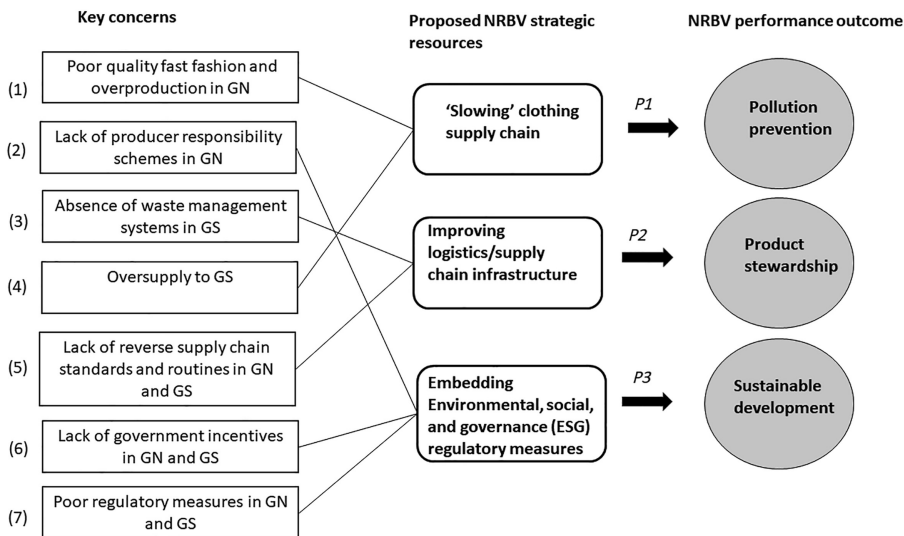 Key concerns
Proposed NRBV strategic
resources
NRBV performance outcome
(1)
Poor quality fast fashion and
overproduction in GN
(2)
Lack of producer responsibility
schemes in GN
(3)
Absence of waste management
systems in GS
(4)
Oversupply to GS
(5)
Lack of reverse supply chain
standards and routines in GN
and GS
(6)
Lack of government incentives
in GN and GS
(7)
Poor regulatory measures in GN
and GS
‘Slowing’ clothing
supply chain
Improving
logistics/supply
chain infrastructure
Embedding
Environmental, social,
and governance (ESG)
regulatory measures
P1
P2
P3
Pollution
prevention
Product
stewardship
Sustainable
development